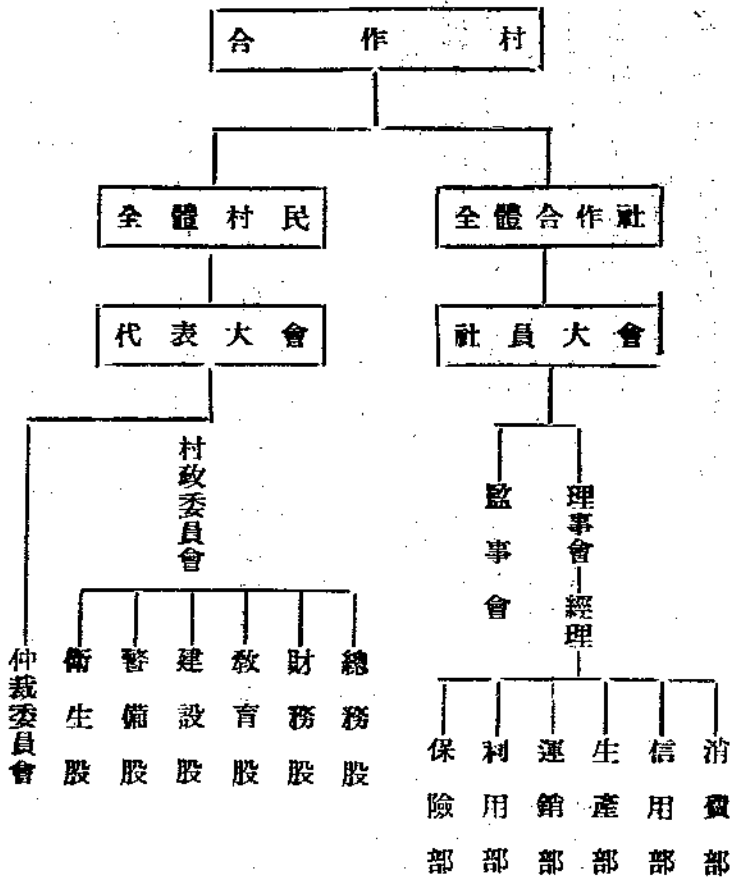 合作村
全體村民
全體合作社
代表大會
社員大會
村政委員會
監事會
理事會
經理
仲裁委員會
衛生股
警備股
建設股
教育股
財務股
總務股
保險部
利用部
運銷部
生產部
信用部
消費部